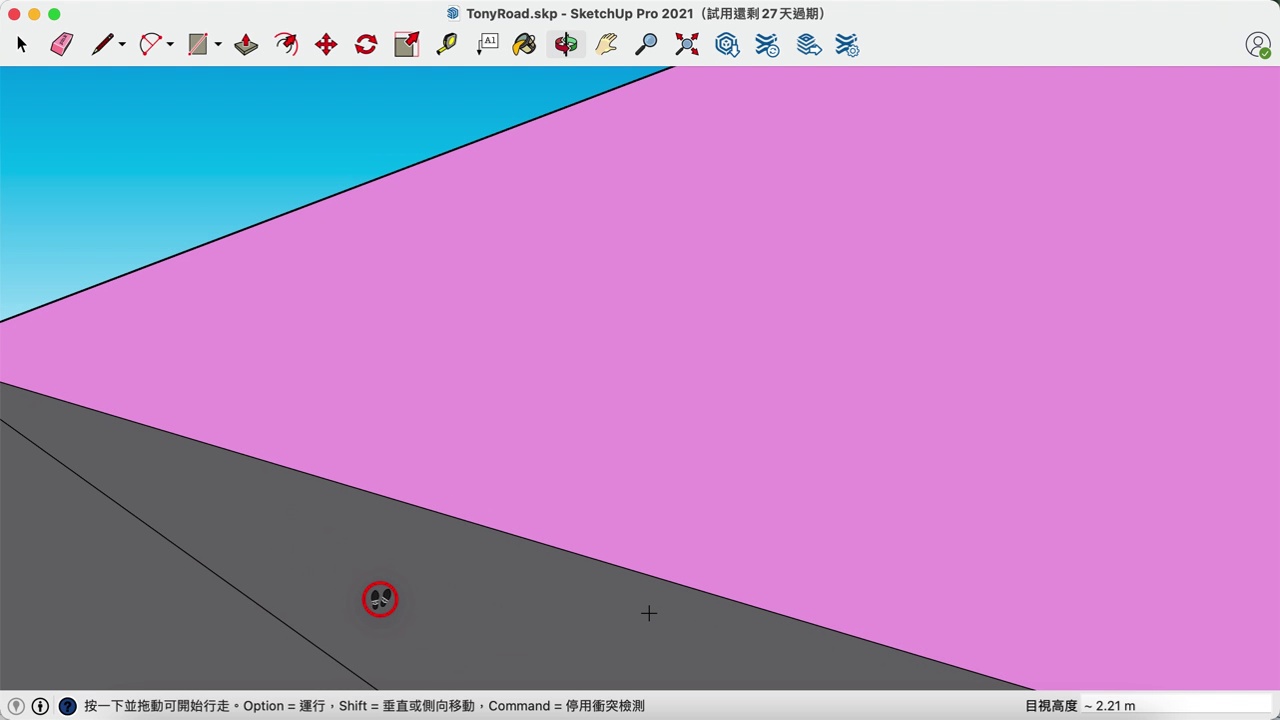 TonyRoad.skp - SketchUp Pro 2021（試用還剩 27 天過期）
A1
按一下並拖動可開始行走。Option = 運行，Shift = 垂直或側向移動，Command = 停用衝突檢測
目視高度 ~ 2.21 m